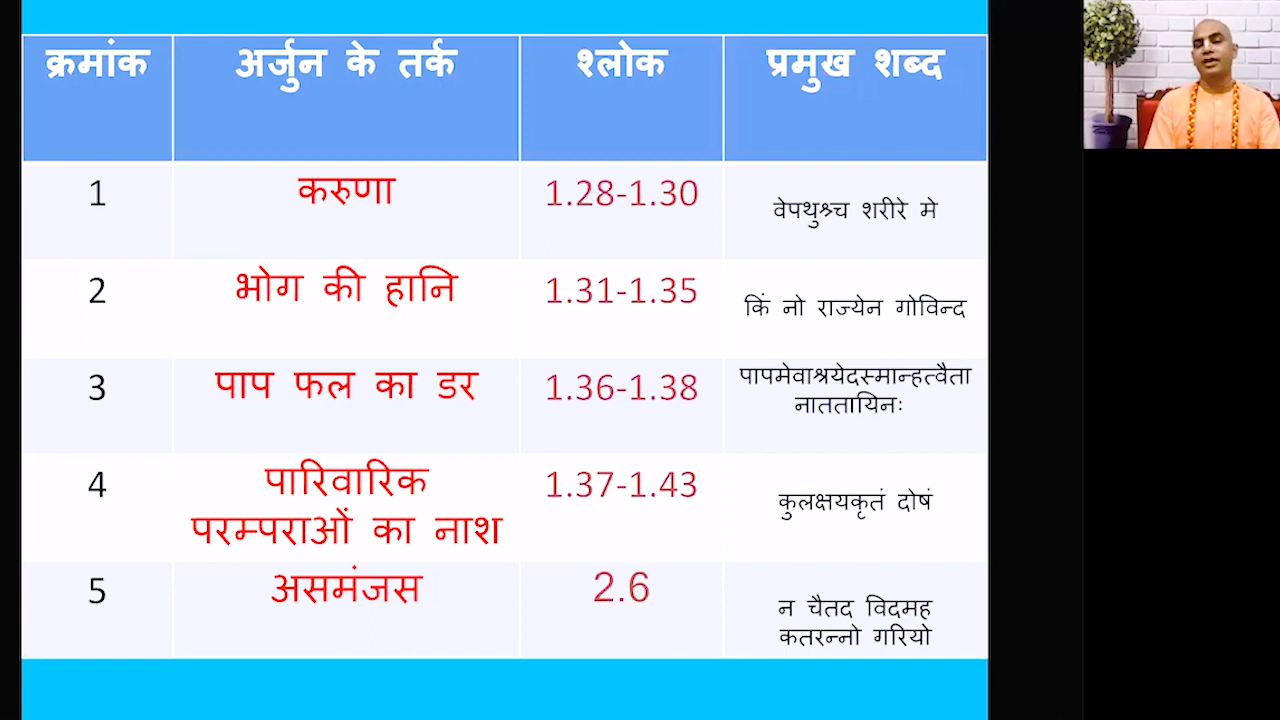 क्रमांक अर्जुन के तर्क श्लोक प्रमुख शब्द
1 करुणा 1.28-1.30 वेपथुश्र्च शरीरे मे
2 भोग की हानि 1.31-1.35 किं नो राज्येन गोविन्द
3 पाप फल का डर 1.36-1.38 पापमेवाश्रयेदस्मान्हत्वैता
नाततायिनः
4 पारिवारिक 1.37-1.43 कुलक्षयकृतं दोषं
परम्पराओं का नाश
5 असमंजस 2.6 न चैतद विदमह
कतरन्नो गरियो